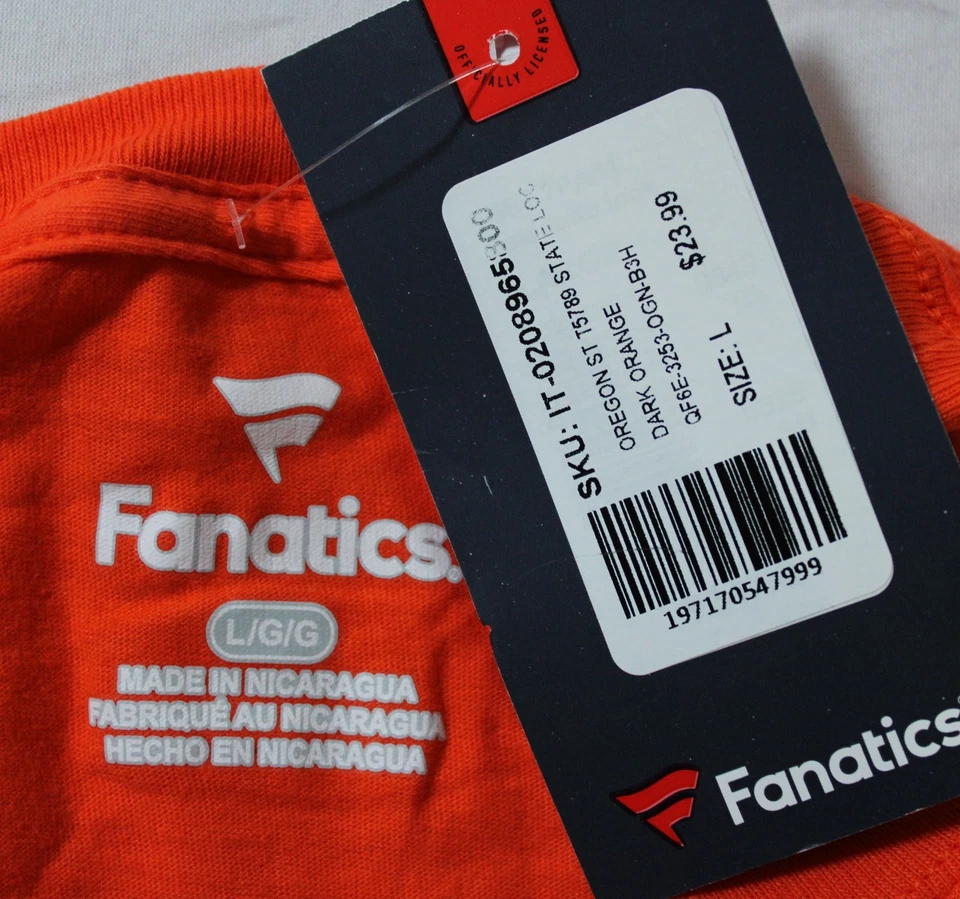 OFFICIALLY LICENSED
SKU: IT-0208965800
OREGON ST T5789 STATE LOC
DARK ORANGE
QF6E-3253-OGN-B3H
SIZE: L $23.99
197170547999
Fanatics
Fanatics.
L/G/G
MADE IN NICARAGUA
FABRIQUÉ AU NICARAGUA
HECHO EN NICARAGUA